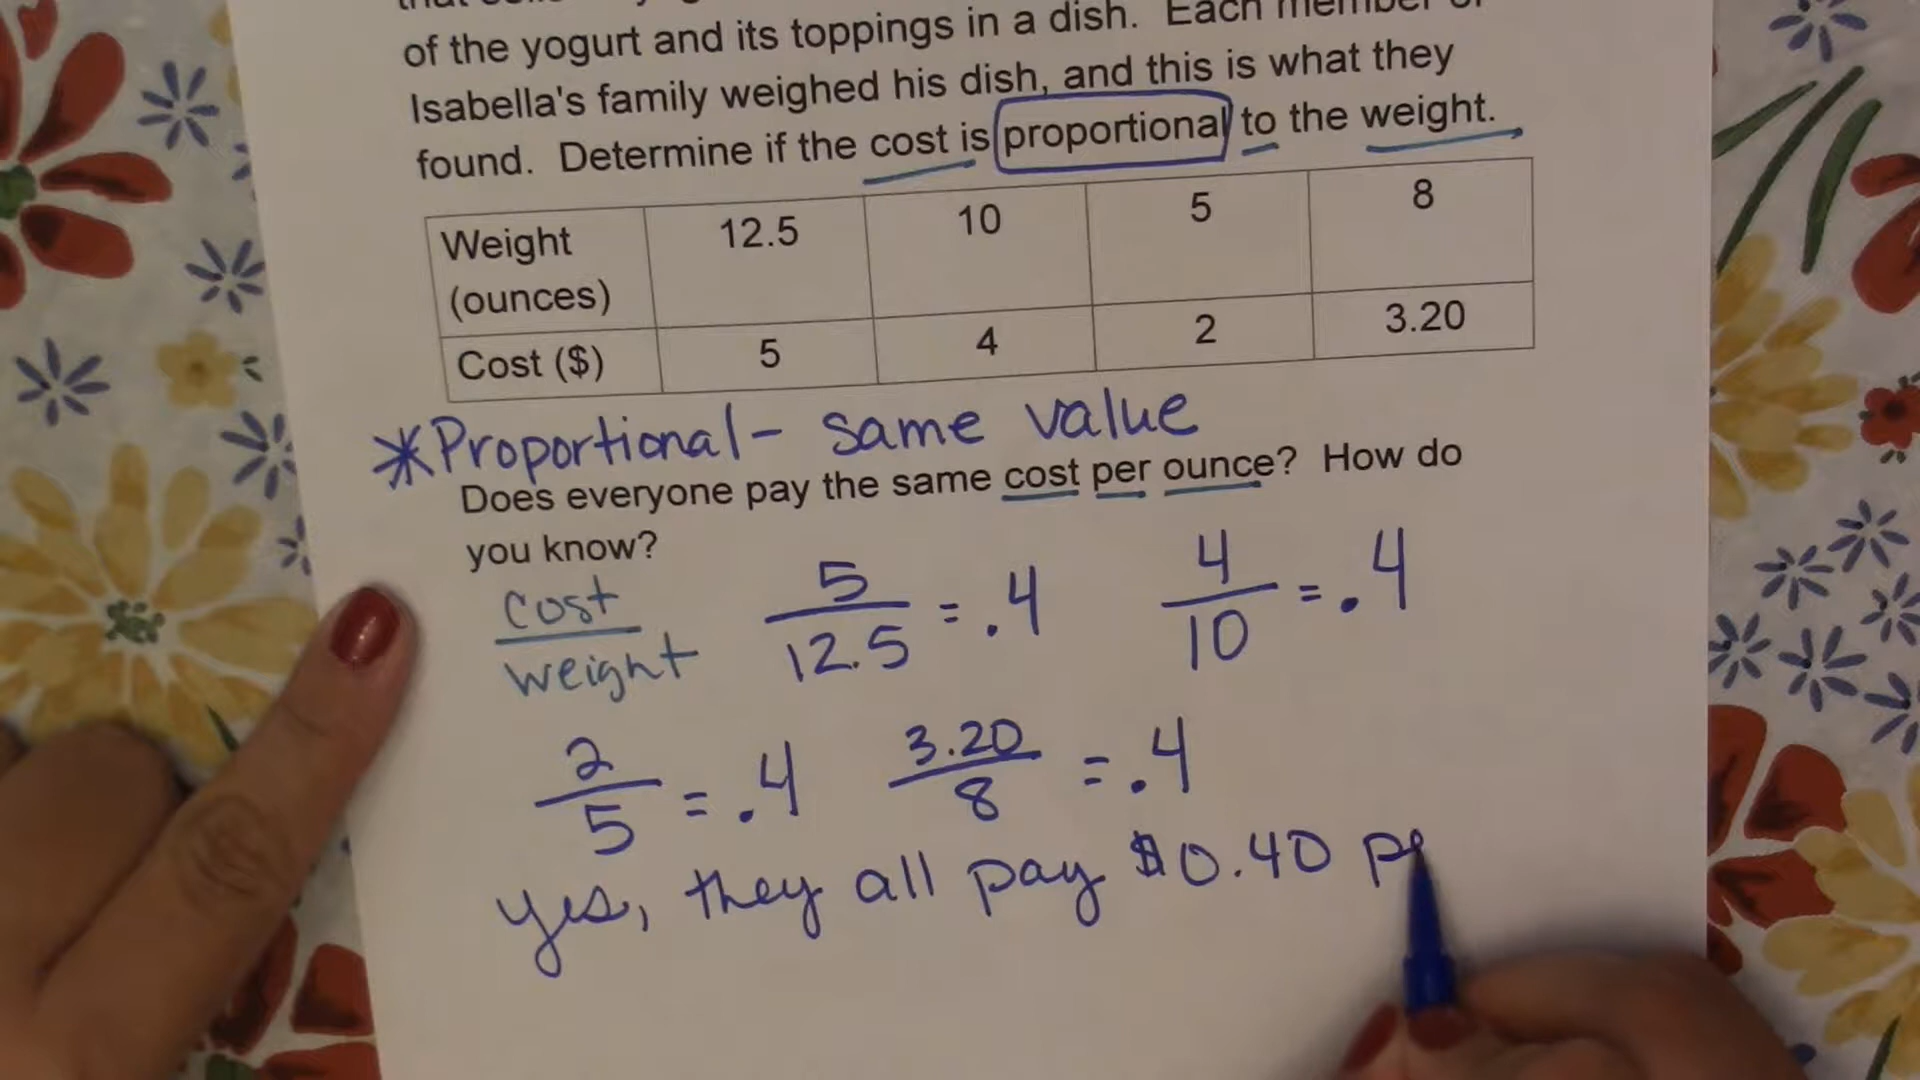 of the yogurt and its toppings in a dish. Each member of
Isabella's family weighed his dish, and this is what they
found. Determine if the cost is proportional to the weight.
Weight (ounces) 12.5 10 5 8
Cost ($) 5 4 2 3.20
*Proportional - same value
Does everyone pay the same cost per ounce? How do
you know?
cost/weight 5/12.5 = .4 4/10 = .4
2/5 = .4 3.20/8 = .4
yes, they all pay $0.40 pe